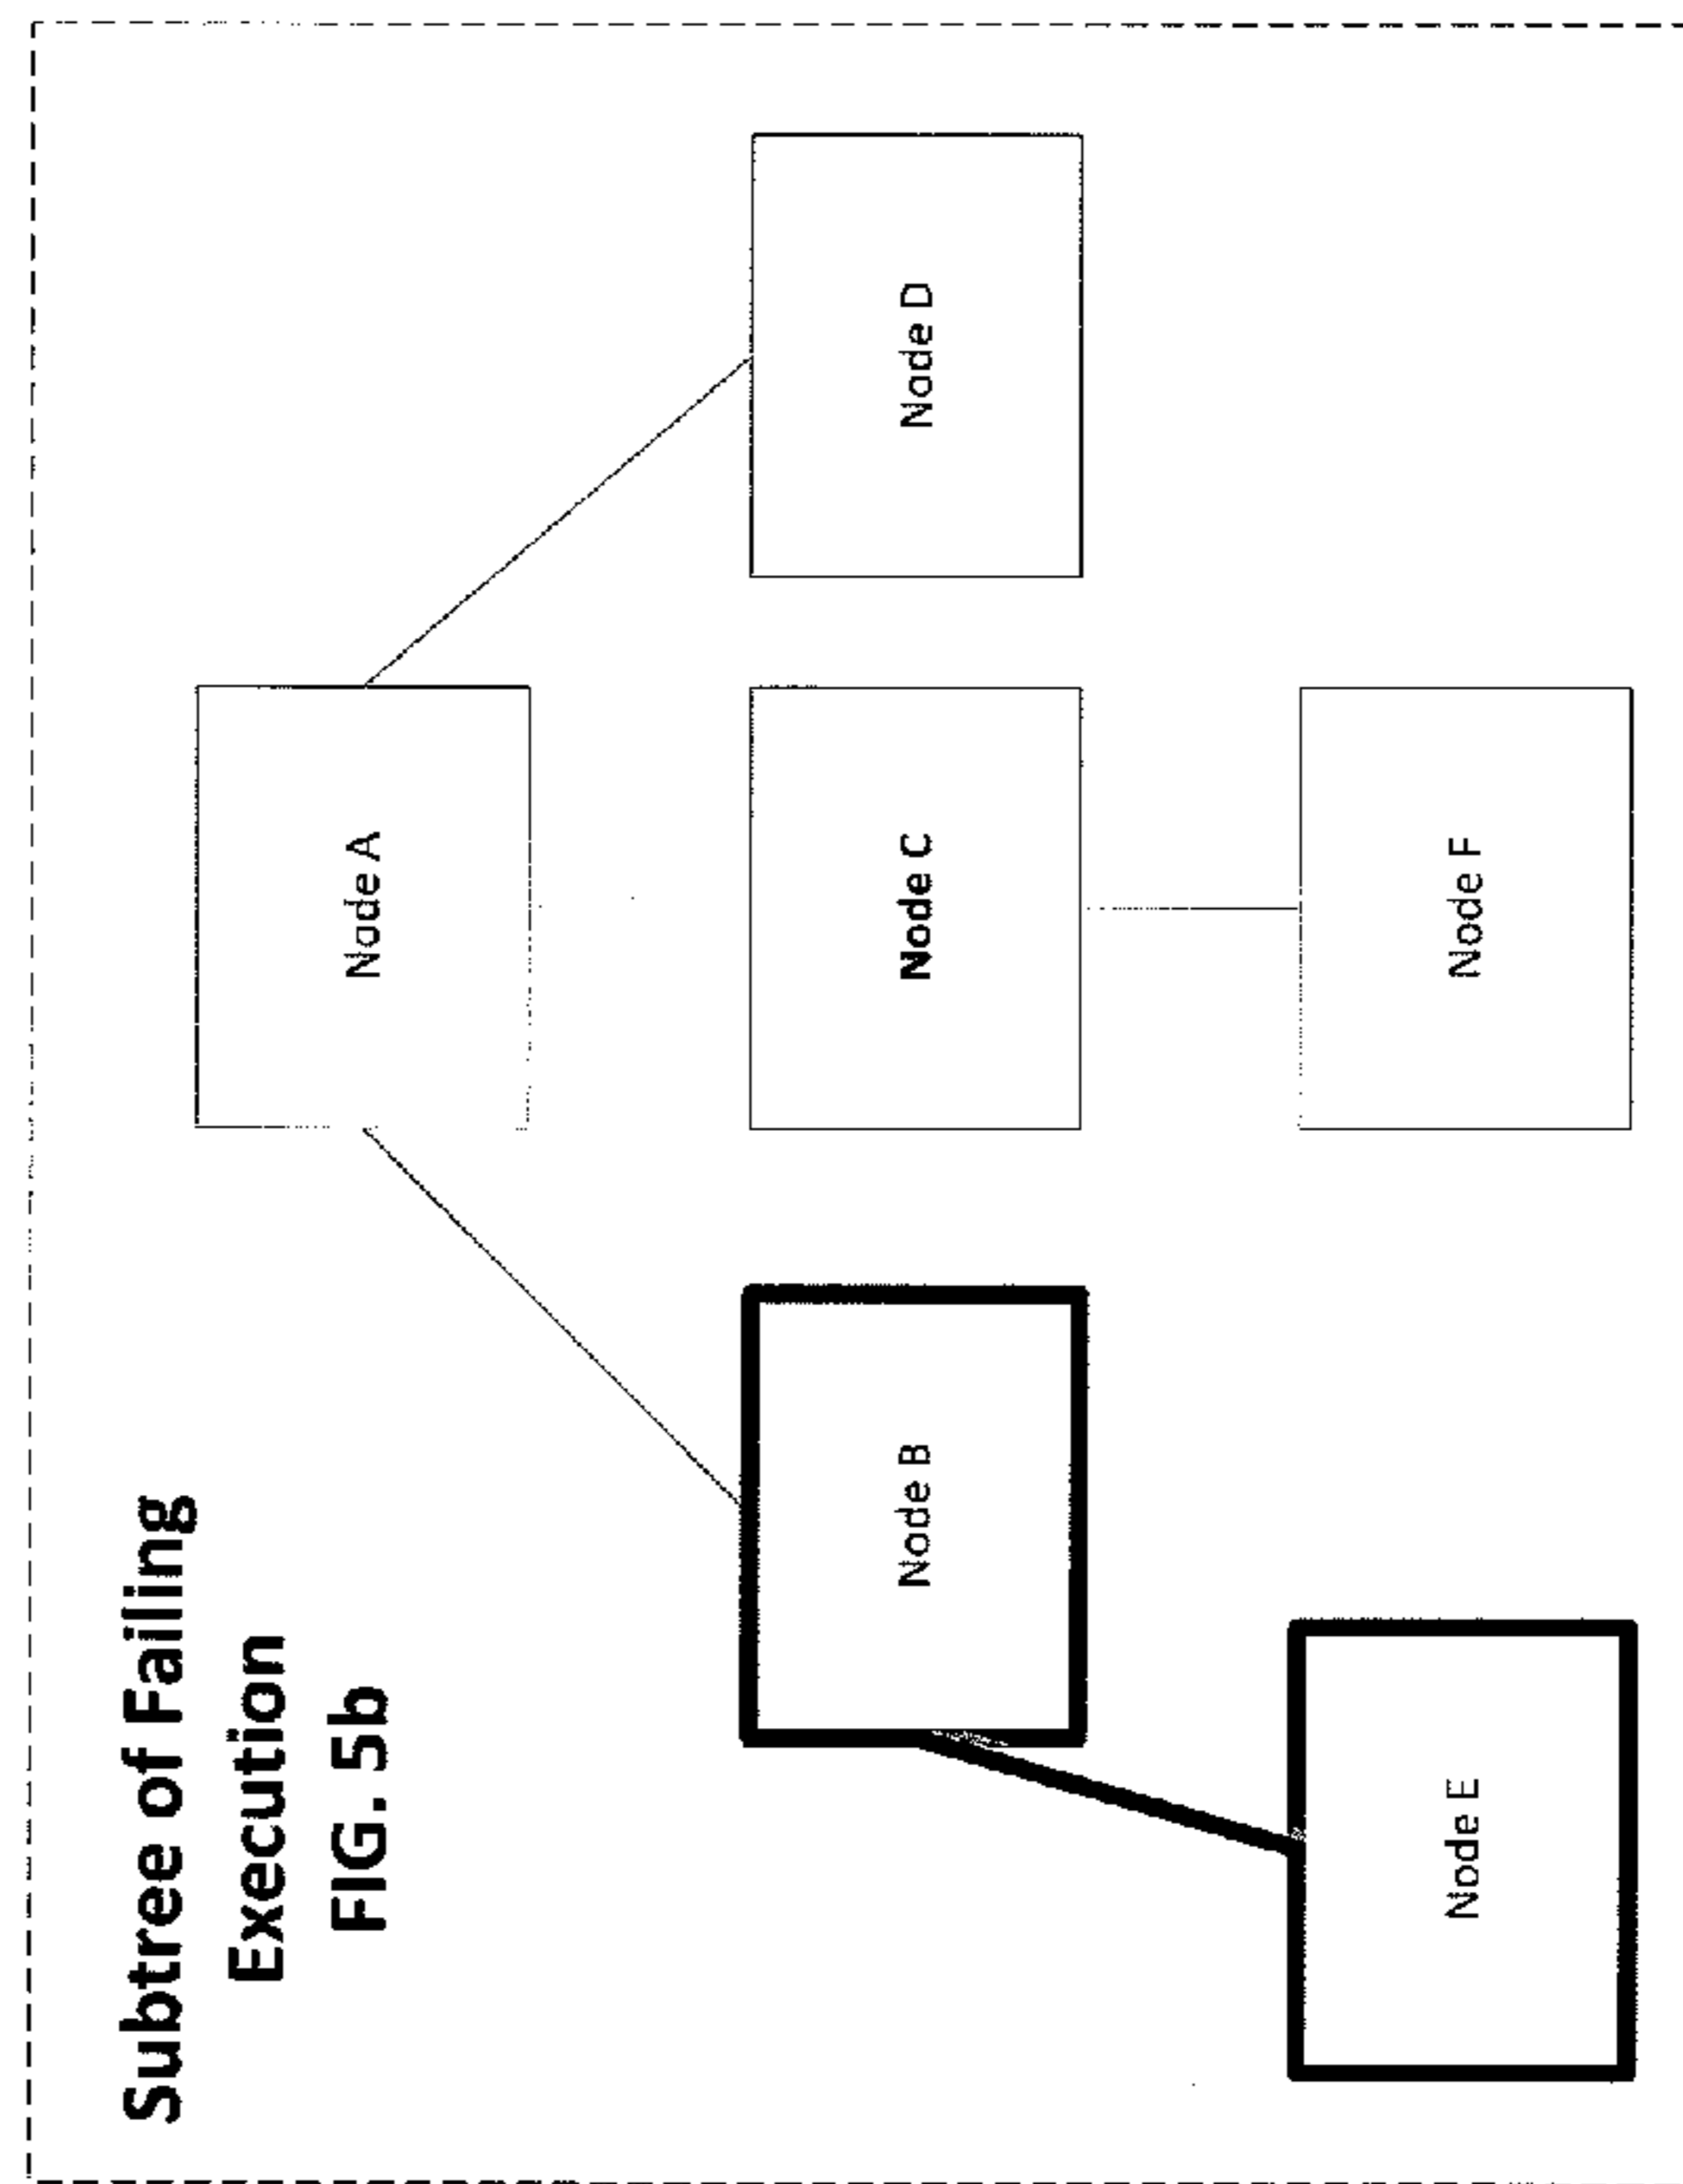 Subtree of Failing
Execution
FIG. 5b
Node A
Node B
Node C
Node D
Node E
Node F